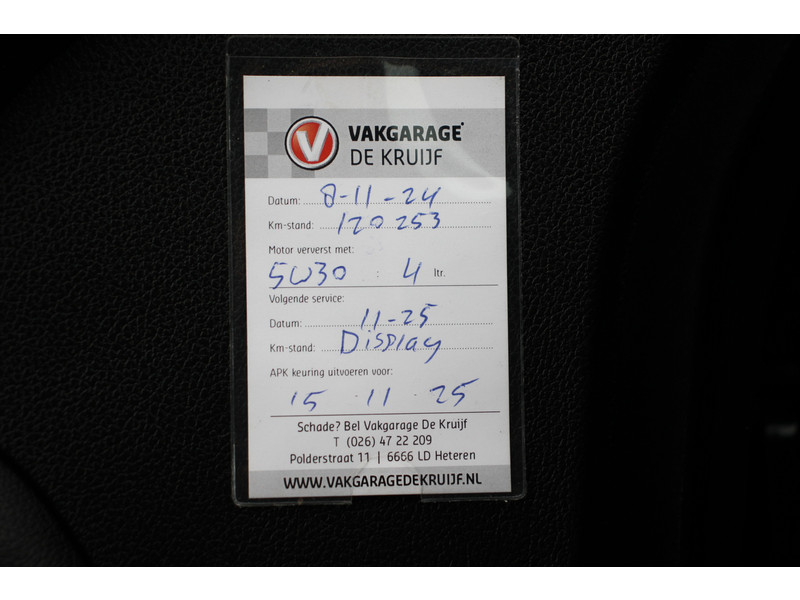 V
VAKGARAGE
DE KRUIJF
Datum: 8-11-24
Km-stand: 120 253
Motor ververst met:
5W30 : 4 ltr.
Volgende service:
Datum: 11-25
Km-stand: Display
APK keuring uitvoeren voor:
15 11 25
Schade? Bel Vakgarage De Kruijf
T (026) 47 22 209
Polderstraat 11 | 6666 LD Heteren
WWW.VAKGARAGEDEKRUIJF.NL